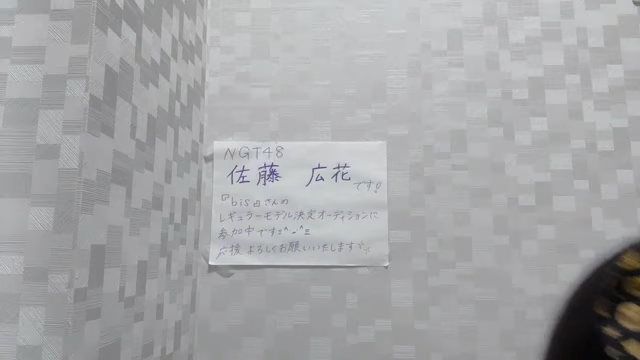 NGT48
佐藤 広花です!
『bis』さんの
レギュラーモデル決定オーディションに
参加中です!^-^!!
応援よろしくお願いいたします!